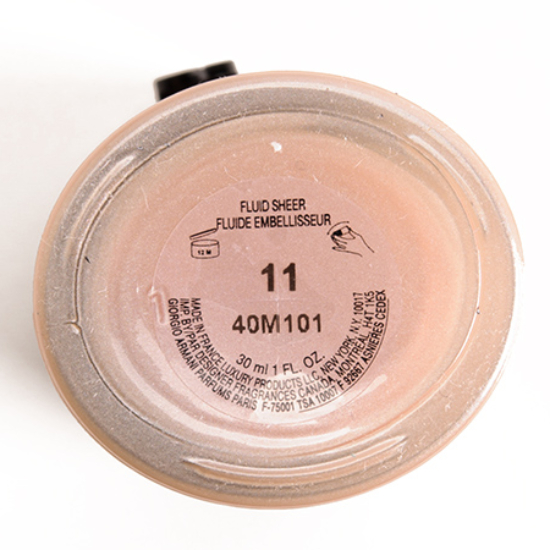 FLUID SHEER
FLUIDE EMBELLISSEUR
12 M
11
40M101
30 ml 1 FL. OZ.
MADE IN FRANCE LUXURY PRODUCTS LLC, NEW YORK, N.Y. 10017
IMP. BY/PAR DESIGNER FRAGRANCES CANADA, MONTREAL, H4T 1K5
GIORGIO ARMANI PARFUMS PARIS F-75001 TSA 10001 F 92667 ASNIERES CEDEX
1